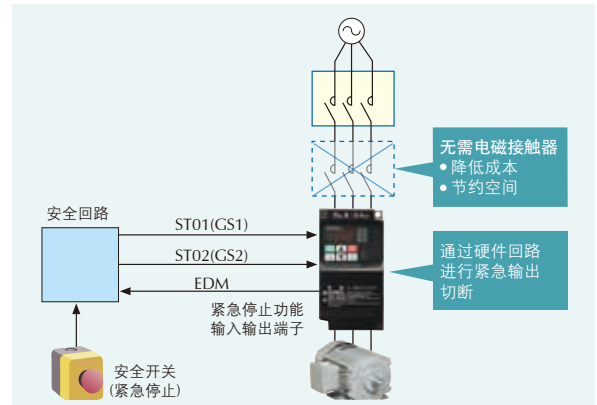 无需电磁接触器
• 降低成本
• 节约空间
安全回路
ST01(GS1)
ST02(GS2)
EDM
通过硬件回路
进行紧急输出
切断
紧急停止功能
输入输出端子
安全开关
(紧急停止)